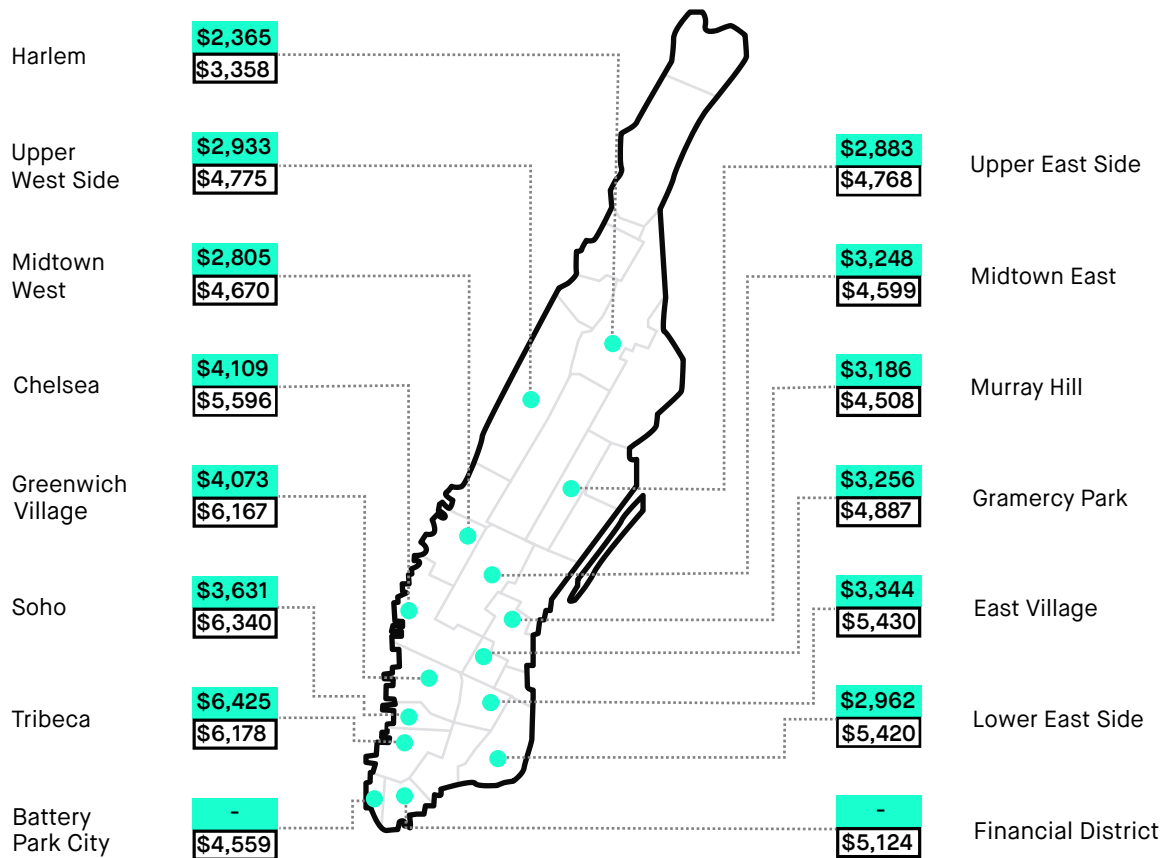 Harlem
$2,365
$3,358
Upper
West Side
$2,933
$4,775
Midtown
West
$2,805
$4,670
Chelsea
$4,109
$5,596
Greenwich
Village
$4,073
$6,167
Soho
$3,631
$6,340
Tribeca
$6,425
$6,178
Battery
Park City
-
$4,559
$2,883
$4,768
Upper East Side
$3,248
$4,599
Midtown East
$3,186
$4,508
Murray Hill
$3,256
$4,887
Gramercy Park
$3,344
$5,430
East Village
$2,962
$5,420
Lower East Side
-
$5,124
Financial District